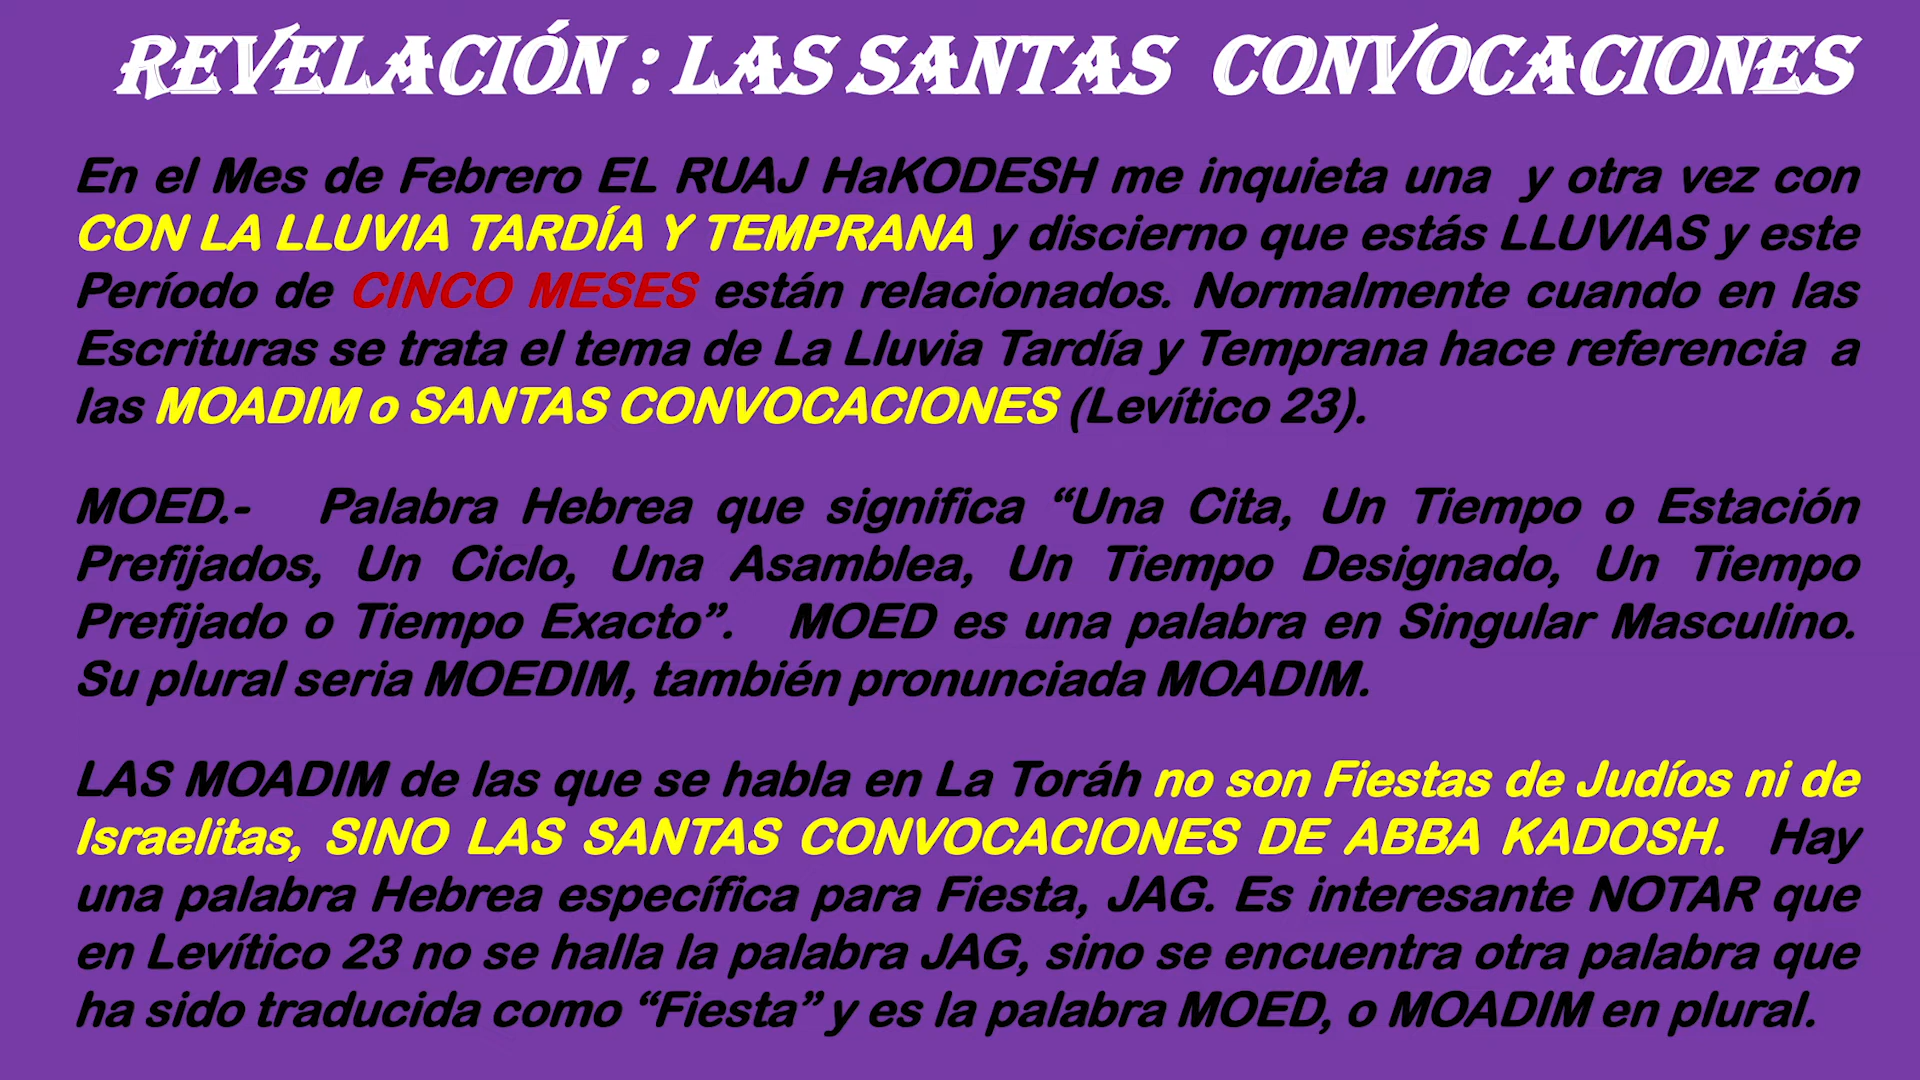 REVELACIÓN : LAS SANTAS CONVOCACIONES
En el Mes de Febrero EL RUAJ HaKODESH me inquieta una y otra vez con
CON LA LLUVIA TARDÍA Y TEMPRANA y discierno que estás LLUVIAS y este
Período de CINCO MESES están relacionados. Normalmente cuando en las
Escrituras se trata el tema de La Lluvia Tardía y Temprana hace referencia a
las MOADIM o SANTAS CONVOCACIONES (Levítico 23).
MOED.- Palabra Hebrea que significa “Una Cita, Un Tiempo o Estación
Prefijados, Un Ciclo, Una Asamblea, Un Tiempo Designado, Un Tiempo
Prefijado o Tiempo Exacto”. MOED es una palabra en Singular Masculino.
Su plural seria MOEDIM, también pronunciada MOADIM.
LAS MOADIM de las que se habla en La Toráh no son Fiestas de Judíos ni de
Israelitas, SINO LAS SANTAS CONVOCACIONES DE ABBA KADOSH. Hay
una palabra Hebrea específica para Fiesta, JAG. Es interesante NOTAR que
en Levítico 23 no se halla la palabra JAG, sino se encuentra otra palabra que
ha sido traducida como “Fiesta” y es la palabra MOED, o MOADIM en plural.